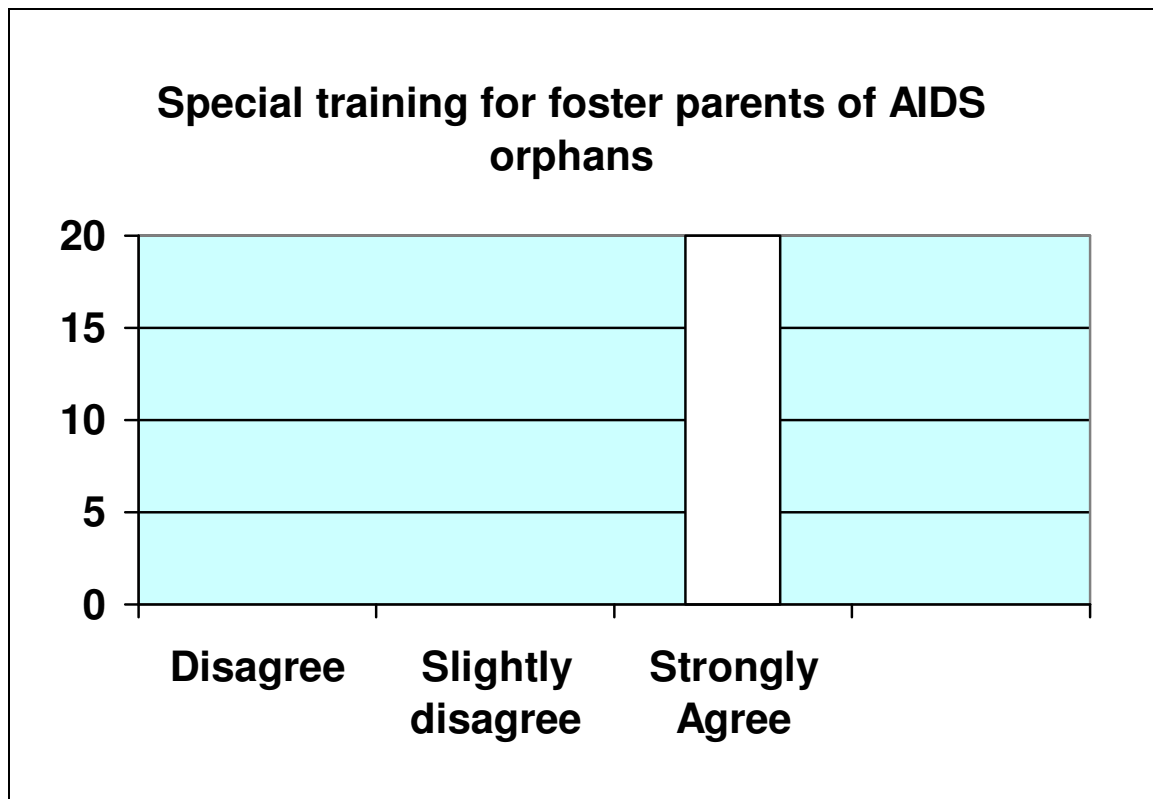 Special training for foster parents of AIDS
orphans
20
15
10
5
0
Disagree
Slightly
disagree
Strongly
Agree